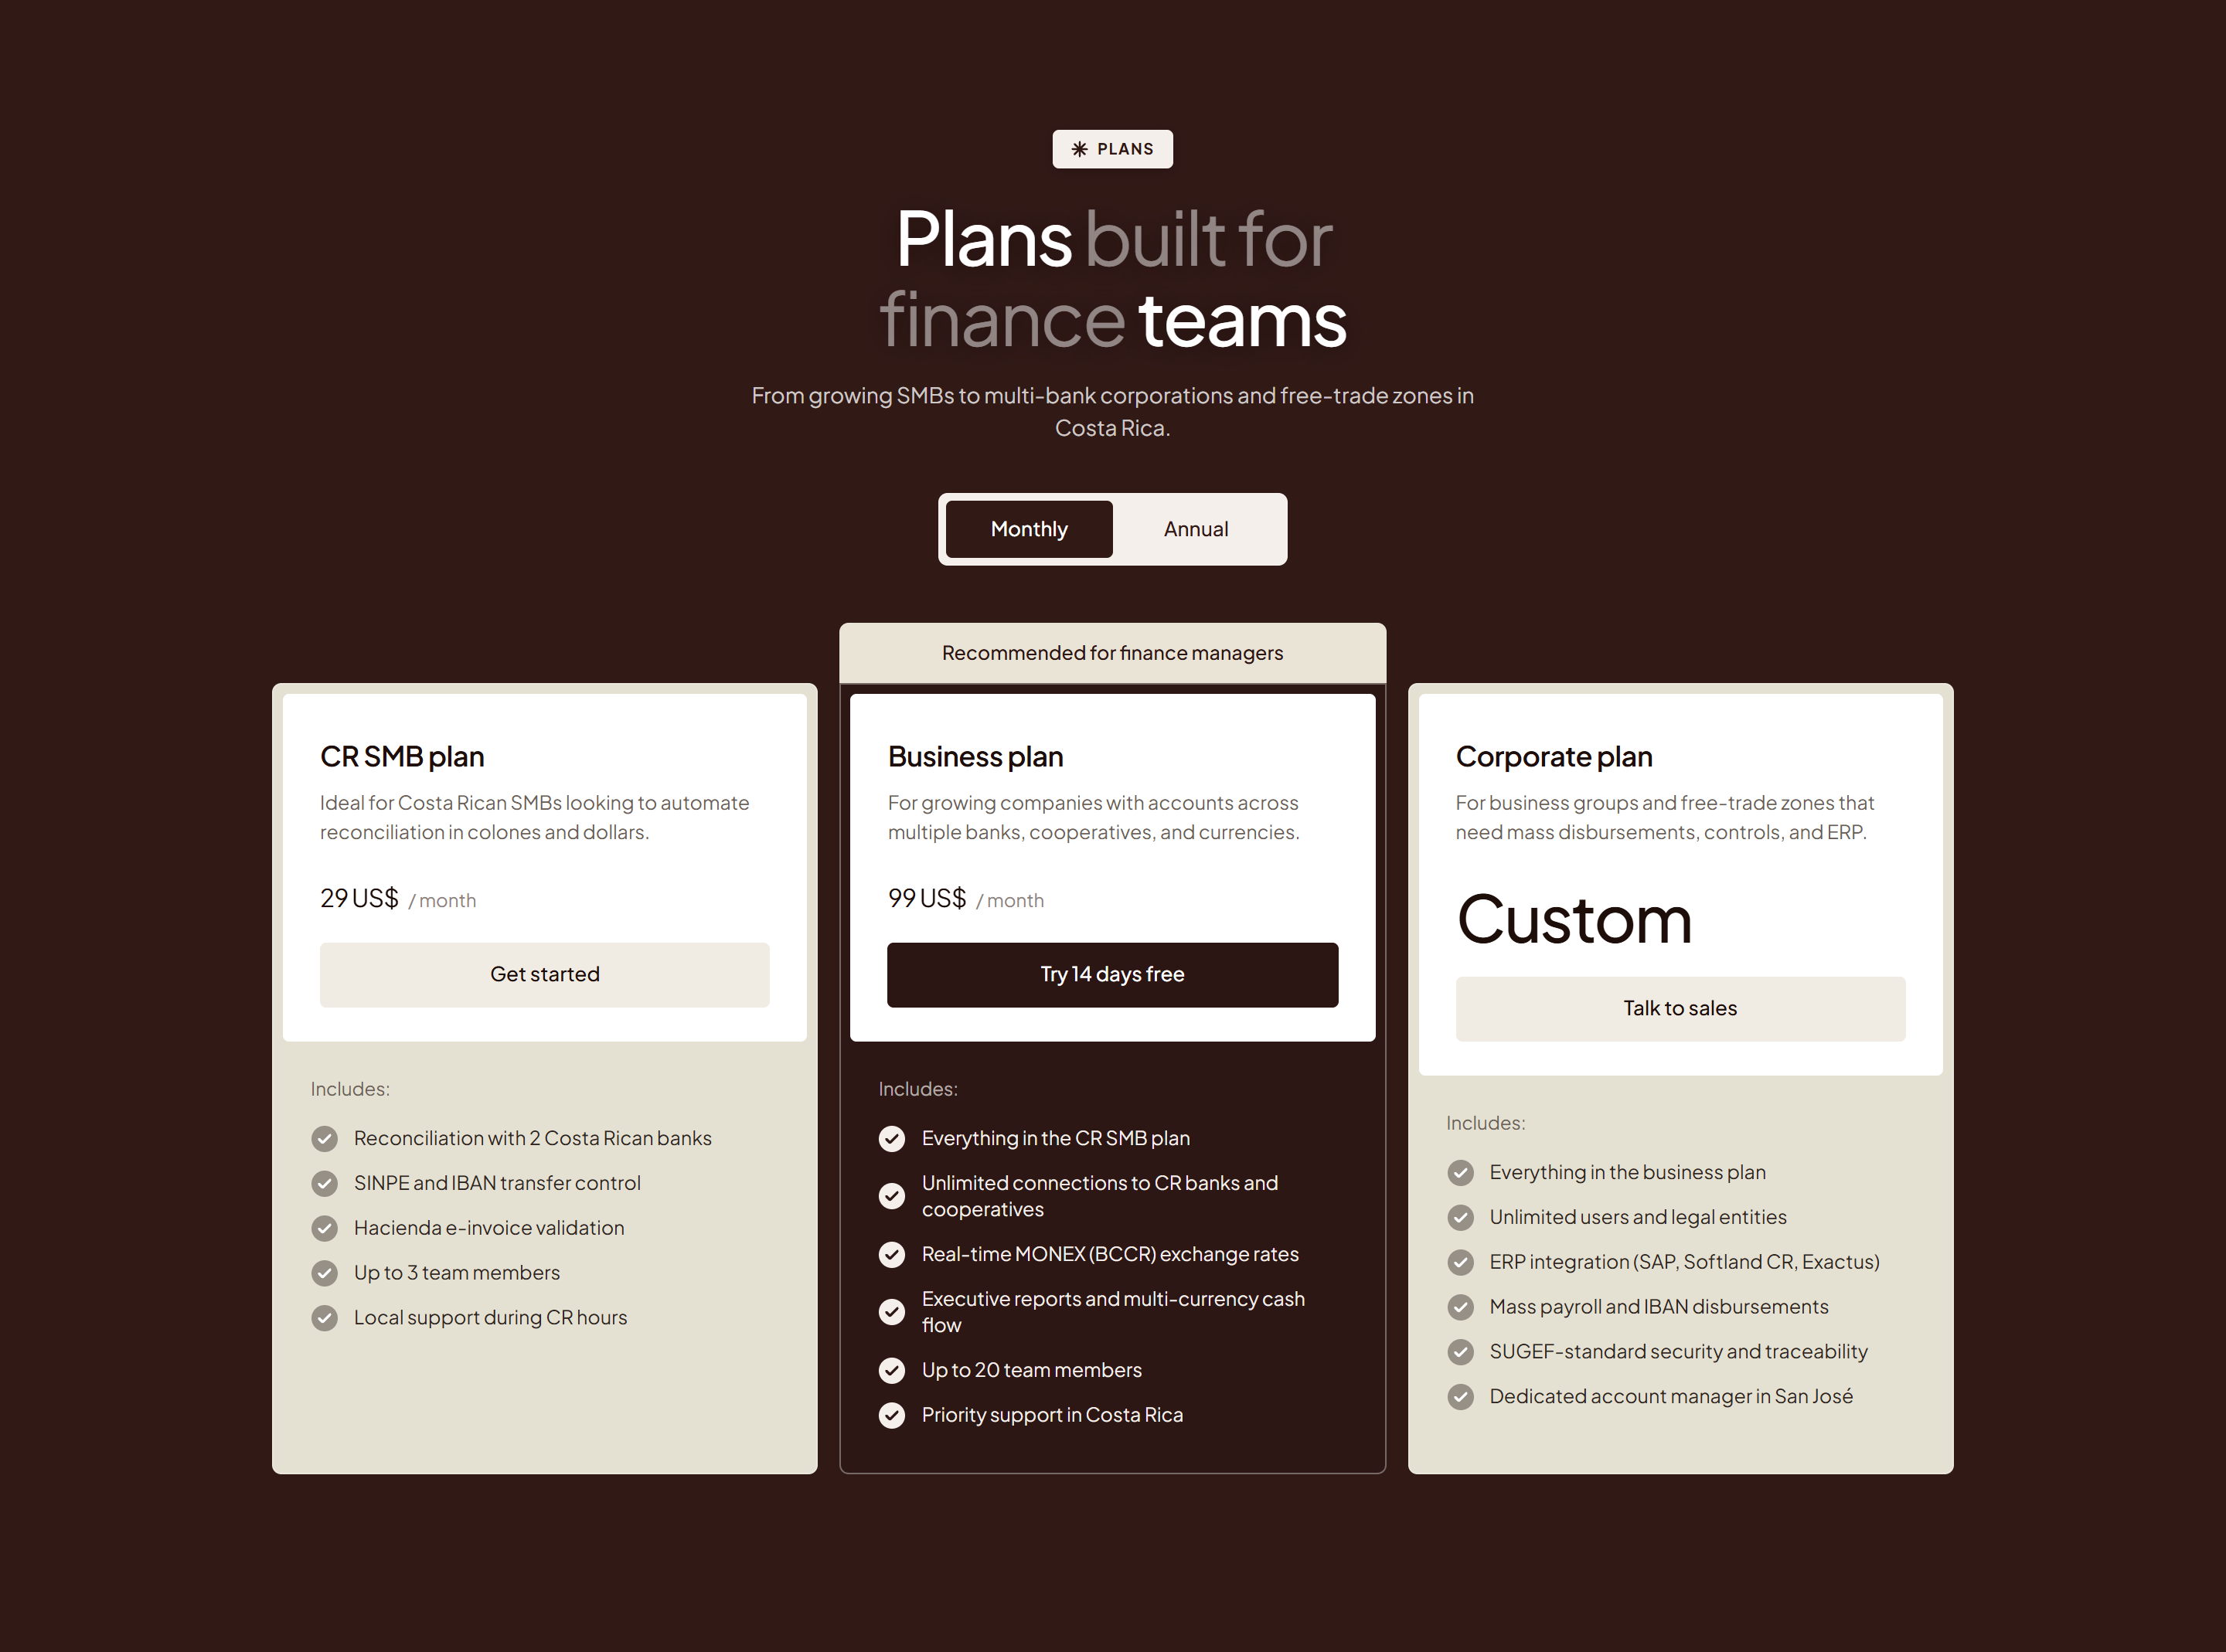 PLANS
Plans built for
finance teams
From growing SMBs to multi-bank corporations and free-trade zones in
Costa Rica.
Monthly
Annual
Recommended for finance managers
CR SMB plan
Ideal for Costa Rican SMBs looking to automate
reconciliation in colones and dollars.
29 US$ / month
Get started
Includes:
Reconciliation with 2 Costa Rican banks
SINPE and IBAN transfer control
Hacienda e-invoice validation
Up to 3 team members
Local support during CR hours
Business plan
For growing companies with accounts across
multiple banks, cooperatives, and currencies.
99 US$ / month
Try 14 days free
Includes:
Everything in the CR SMB plan
Unlimited connections to CR banks and
cooperatives
Real-time MONEX (BCCR) exchange rates
Executive reports and multi-currency cash
flow
Up to 20 team members
Priority support in Costa Rica
Corporate plan
For business groups and free-trade zones that
need mass disbursements, controls, and ERP.
Custom
Talk to sales
Includes:
Everything in the business plan
Unlimited users and legal entities
ERP integration (SAP, Softland CR, Exactus)
Mass payroll and IBAN disbursements
SUGEF-standard security and traceability
Dedicated account manager in San José